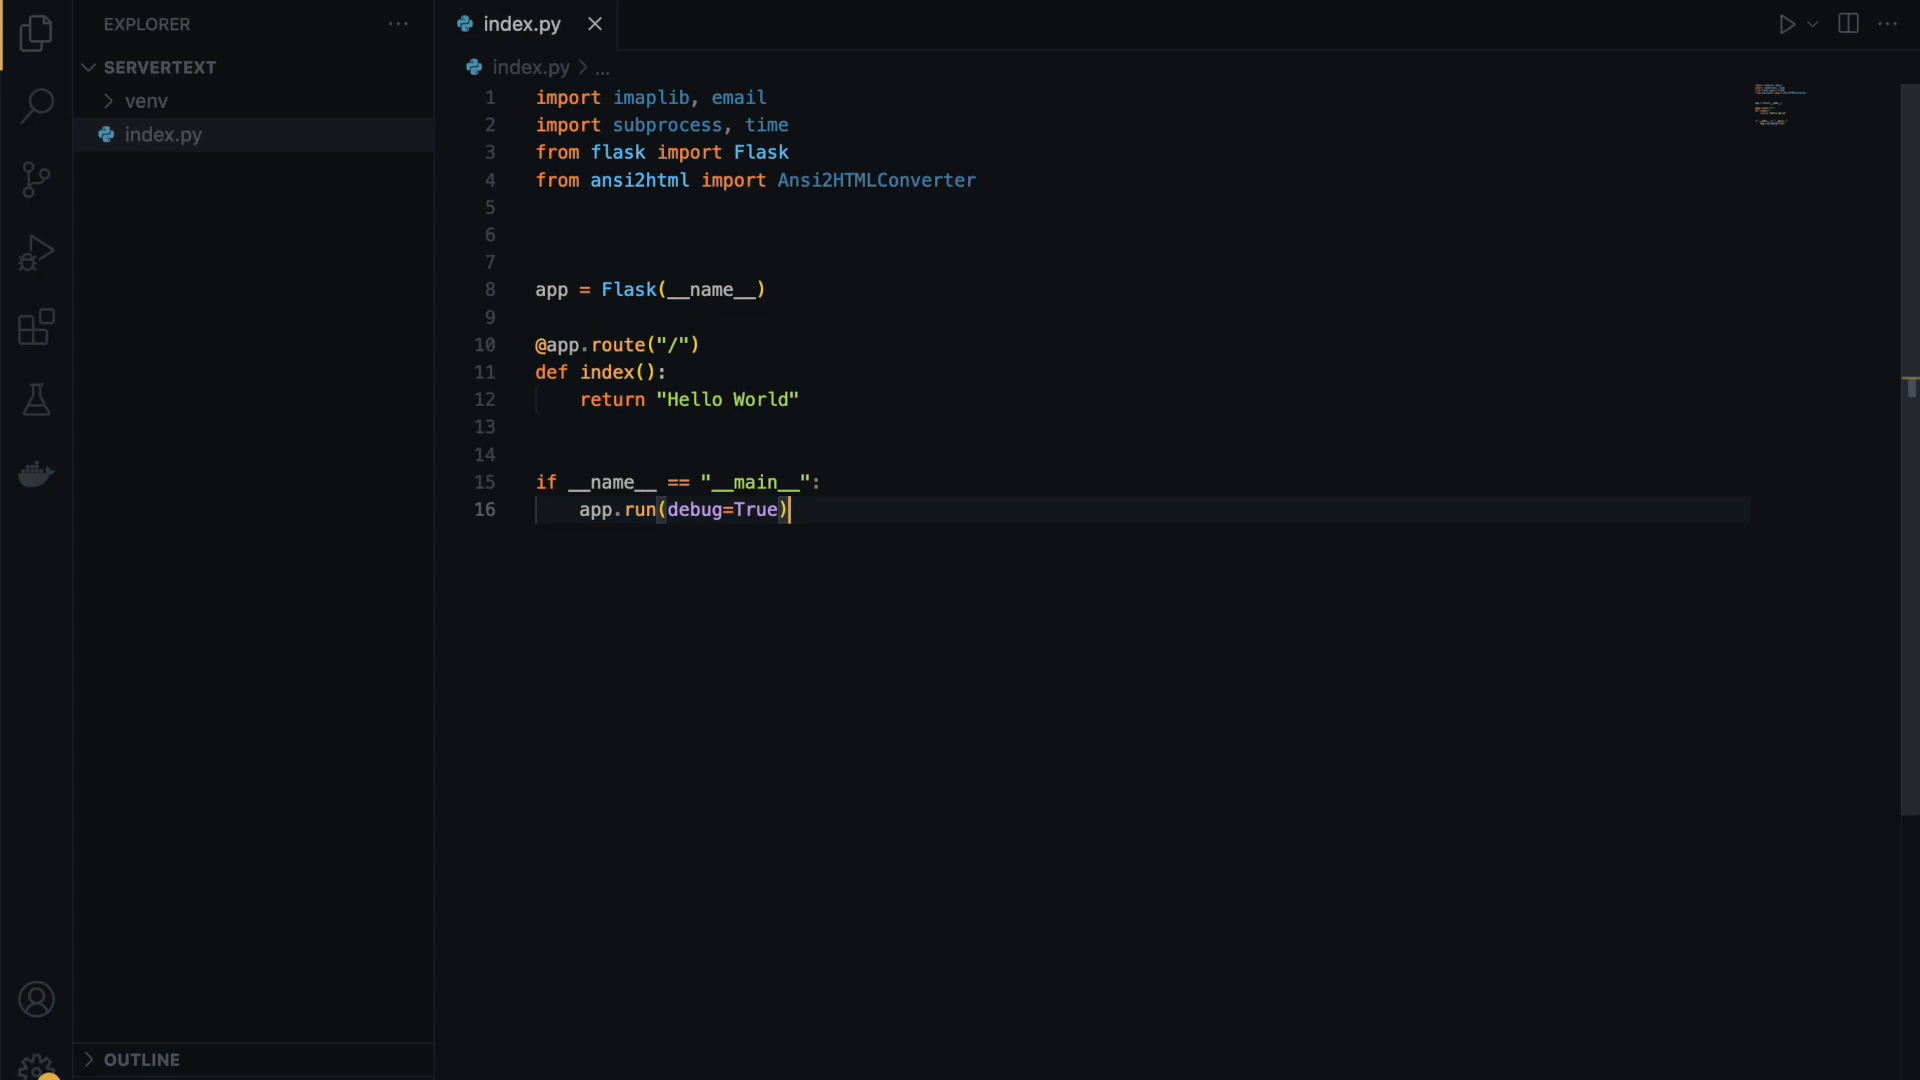 EXPLORER
SERVERTEXT
venv
index.py
OUTLINE
index.py
index.py > ...
1 import imaplib, email
2 import subprocess, time
3 from flask import Flask
4 from ansi2html import Ansi2HTMLConverter
5
6
7
8 app = Flask(__name__)
9
10 @app.route("/")
11 def index():
12     return "Hello World"
13
14
15 if __name__ == "__main__":
16     app.run(debug=True)